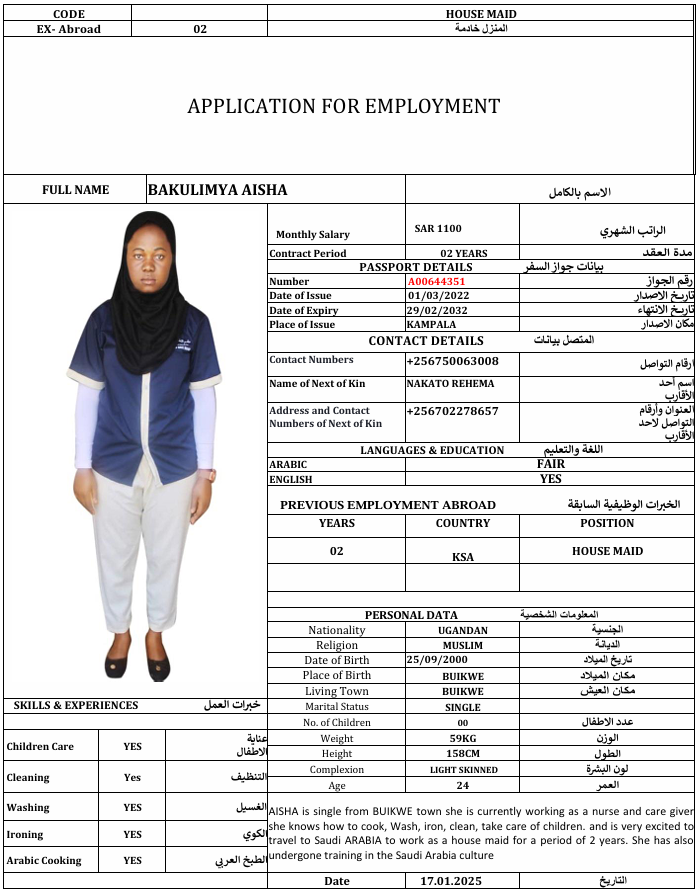 CODE HOUSE MAID
EX- Abroad 02 المنزل خادمة
APPLICATION FOR EMPLOYMENT
FULL NAME BAKULIMYA AISHA الاسم بالكامل
Monthly Salary SAR 1100 الراتب الشهري
Contract Period 02 YEARS مدة العقد
PASSPORT DETAILS بيانات جواز السفر
Number A00644351 رقم الجواز
Date of Issue 01/03/2022 تاريخ الاصدار
Date of Expiry 29/02/2032 تاريخ الانتهاء
Place of Issue KAMPALA مكان الاصدار
CONTACT DETAILS المتصل بيانات
Contact Numbers +256750063008 ارقام التواصل
Name of Next of Kin NAKATO REHEMA اسم أحد
الأقارب
Address and Contact +256702278657 العنوان وأرقام
Numbers of Next of Kin التواصل لاحد
الأقارب
LANGUAGES & EDUCATION اللغة والتعليم
ARABIC FAIR
ENGLISH YES
PREVIOUS EMPLOYMENT ABROAD الخبرات الوظيفية السابقة
YEARS COUNTRY POSITION
02 KSA HOUSE MAID
PERSONAL DATA المعلومات الشخصية
Nationality UGANDAN الجنسية
Religion MUSLIM الديانة
Date of Birth 25/09/2000 تاريخ الميلاد
Place of Birth BUIKWE مكان الميلاد
Living Town BUIKWE مكان العيش
Marital Status SINGLE
No. of Children 00 عدد الاطفال
Weight 59KG الوزن
Height 158CM الطول
Complexion LIGHT SKINNED لون البشرة
Age 24 العمر
SKILLS & EXPERIENCES خبرات العمل
Children Care YES عناية
الاطفال
Cleaning Yes التنظيف
Washing YES الغسيل
Ironing YES الكوي
Arabic Cooking YES الطبخ العربي
AISHA is single from BUIKWE town she is currently working as a nurse and care giver
she knows how to cook, Wash, iron, clean, take care of children. and is very excited to
travel to Saudi ARABIA to work as a house maid for a period of 2 years. She has also
undergone training in the Saudi Arabia culture
Date 17.01.2025 التاريخ